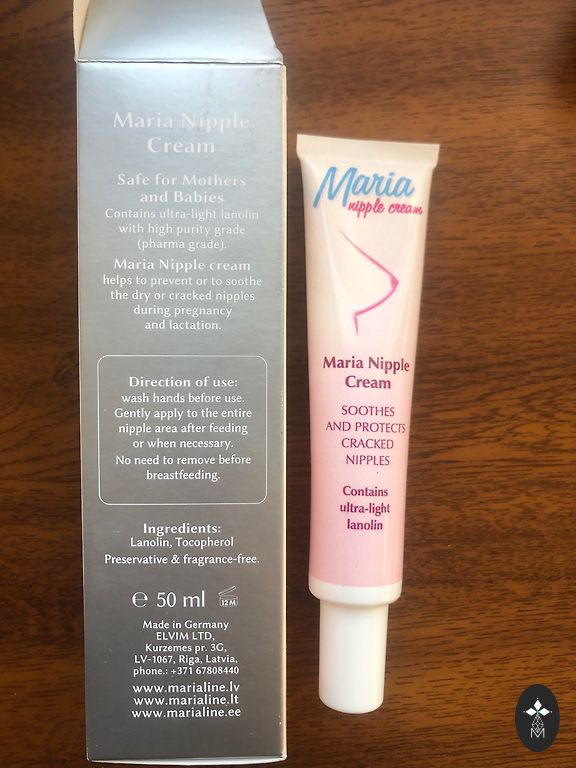 Maria Nipple
Cream
Safe for Mothers
and Babies
Contains ultra-light lanolin
with high purity grade
(pharma grade).
Maria Nipple cream
helps to prevent or to soothe
the dry or cracked nipples
during pregnancy
and lactation.
Direction of use:
wash hands before use.
Gently apply to the entire
nipple area after feeding
or when necessary.
No need to remove before
breastfeeding.
Ingredients:
Lanolin, Tocopherol
Preservative & fragrance-free.
℮ 50 ml 12M
Made in Germany
ELVIM LTD,
Kurzemes pr. 3G,
LV-1067, Riga, Latvia,
phone.: +371 67808440
www.marialine.lv
www.marialine.lt
www.marialine.ee
Maria
nipple cream
Maria Nipple
Cream
SOOTHES
AND PROTECTS
CRACKED
NIPPLES
Contains
ultra-light
lanolin
M